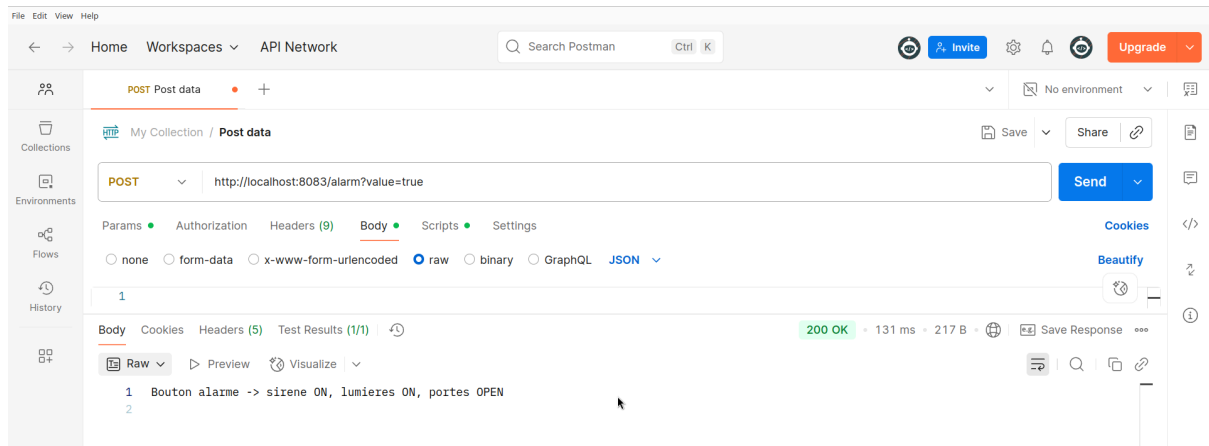 File Edit View Help
Home Workspaces API Network Search Postman Ctrl K Invite Upgrade
POST Post data No environment
Collections
Environments
Flows
History
HTTP My Collection / Post data Save Share
POST http://localhost:8083/alarm?value=true Send
Params Authorization Headers (9) Body Scripts Settings Cookies
none form-data x-www-form-urlencoded raw binary GraphQL JSON Beautify
1
Body Cookies Headers (5) Test Results (1/1) 200 OK • 131 ms • 217 B • e.g. Save Response
Raw Preview Visualize
1 Bouton alarme -> sirene ON, lumieres ON, portes OPEN
2